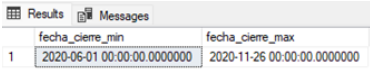 Results Messages
fecha_cierre_min fecha_cierre_max
1 2020-06-01 00:00:00.0000000 2020-11-26 00:00:00.0000000